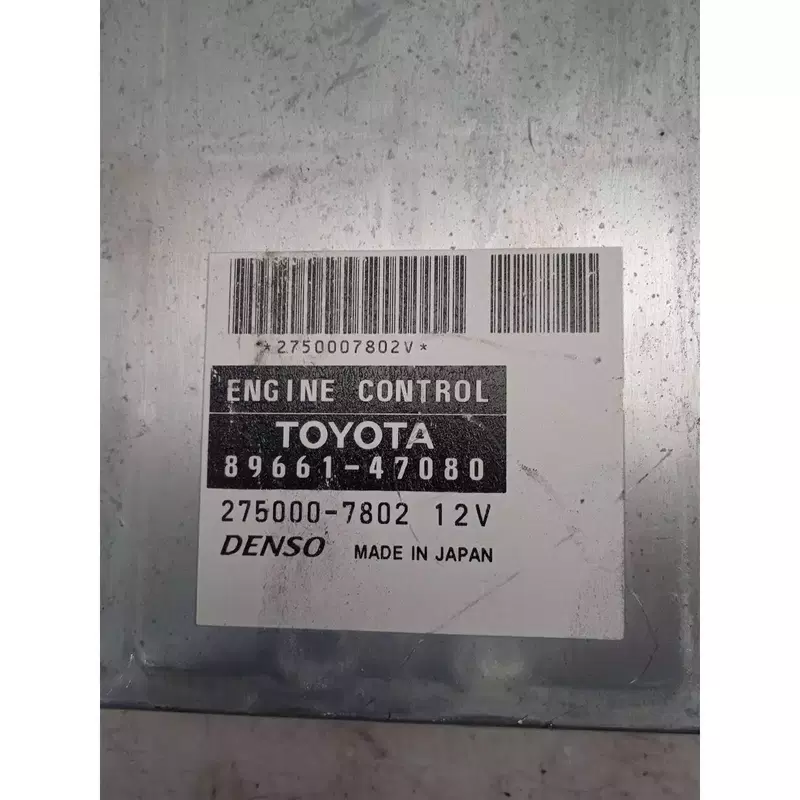 *2750007802V*
ENGINE CONTROL
TOYOTA
89661-47080
275000-7802 12V
DENSO MADE IN JAPAN